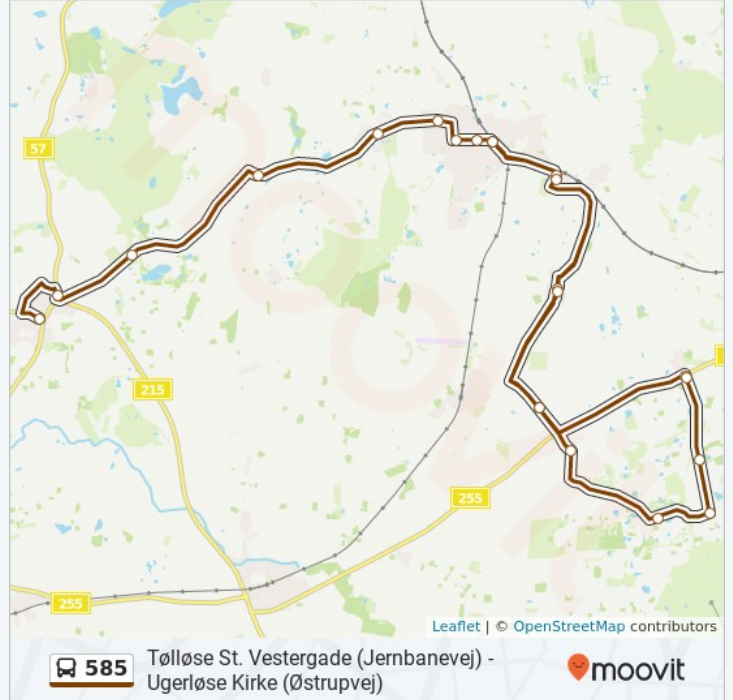 57
215
255
255
Leaflet | © OpenStreetMap contributors
585
Tølløse St. Vestergade (Jernbanevej) -
Ugerløse Kirke (Østrupvej)
moovit